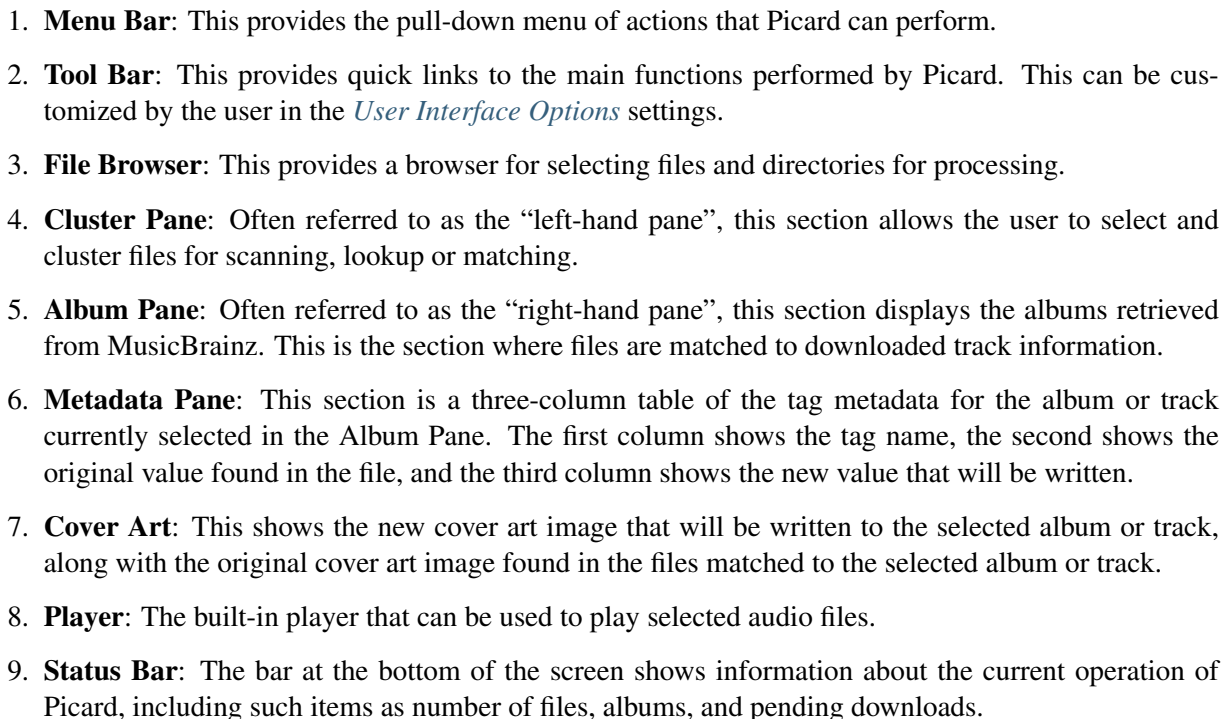 1. Menu Bar: This provides the pull-down menu of actions that Picard can perform.
2. Tool Bar: This provides quick links to the main functions performed by Picard. This can be cus-
tomized by the user in the User Interface Options settings.
3. File Browser: This provides a browser for selecting files and directories for processing.
4. Cluster Pane: Often referred to as the “left-hand pane”, this section allows the user to select and
cluster files for scanning, lookup or matching.
5. Album Pane: Often referred to as the “right-hand pane”, this section displays the albums retrieved
from MusicBrainz. This is the section where files are matched to downloaded track information.
6. Metadata Pane: This section is a three-column table of the tag metadata for the album or track
currently selected in the Album Pane. The first column shows the tag name, the second shows the
original value found in the file, and the third column shows the new value that will be written.
7. Cover Art: This shows the new cover art image that will be written to the selected album or track,
along with the original cover art image found in the files matched to the selected album or track.
8. Player: The built-in player that can be used to play selected audio files.
9. Status Bar: The bar at the bottom of the screen shows information about the current operation of
Picard, including such items as number of files, albums, and pending downloads.